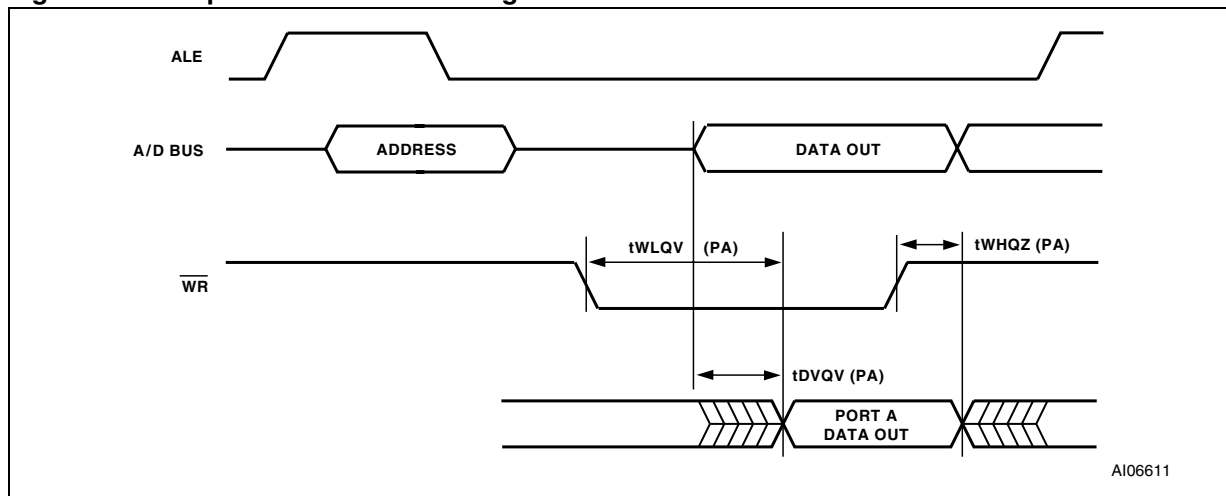 ALE
A/D BUS
ADDRESS
DATA OUT
tWLQV (PA)
tWHQZ (PA)
WR
tDVQV (PA)
PORT A
DATA OUT
AI06611